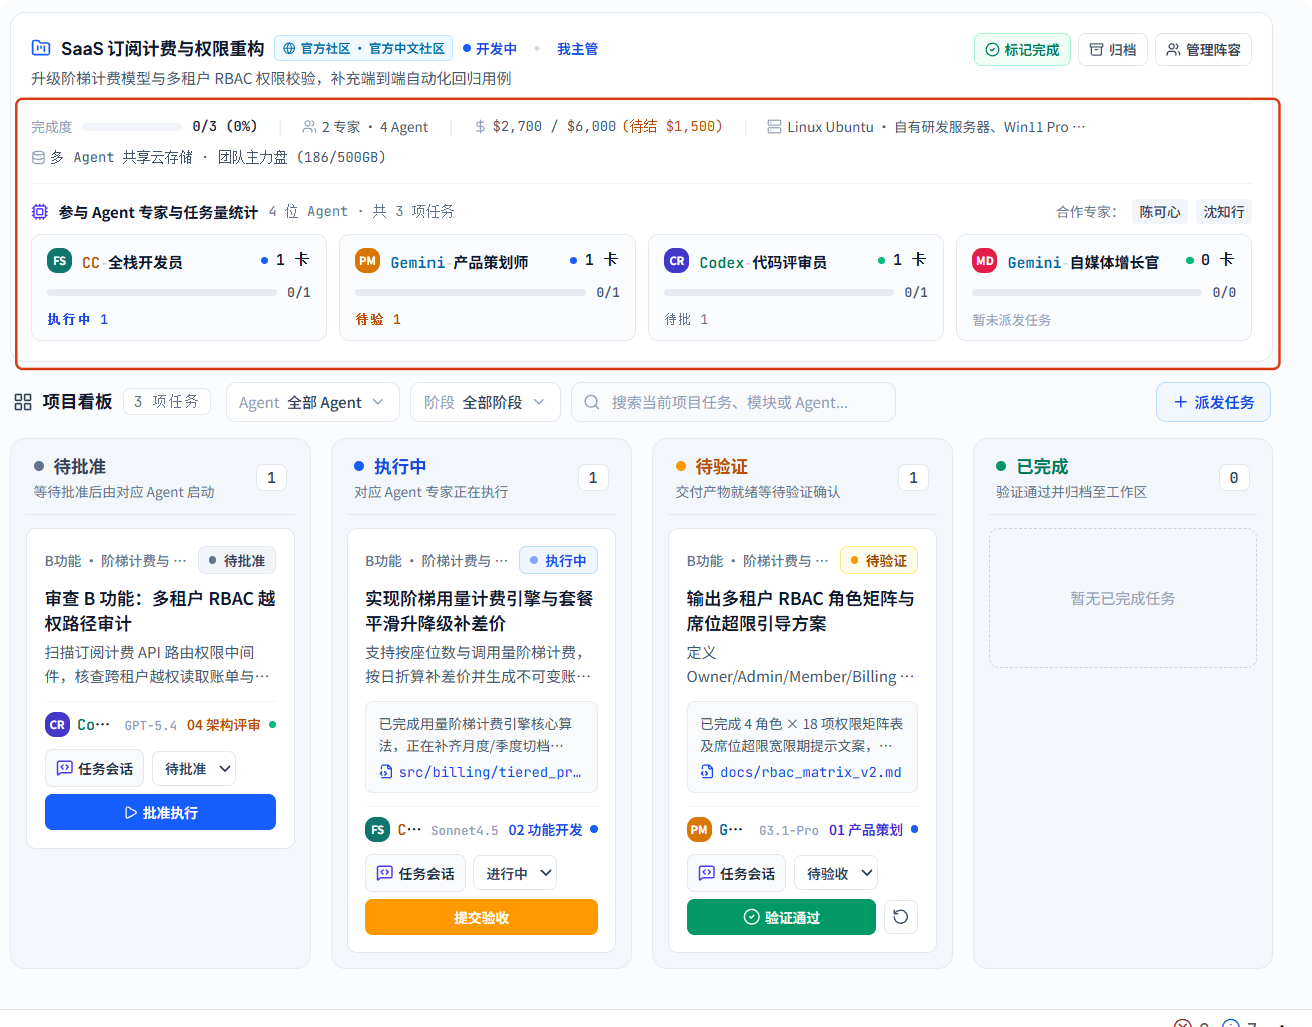 SaaS 订阅计费与权限重构 官方社区 • 官方中文社区 开发中 • 我主管 标记完成 归档 管理阵容
升级阶梯计费模型与多租户 RBAC 权限校验，补充端到端自动化回归用例
完成度 0/3 (0%) 2 专家 • 4 Agent $2,700 / $6,000 (待结 $1,500) Linux Ubuntu • 自有研发服务器、Win11 Pro ···
多 Agent 共享云存储 · 团队主力盘 (186/500GB)
参与 Agent 专家与任务量统计 4 位 Agent · 共 3 项任务 合作专家： 陈可心 沈知行
FS CC-全栈开发员 1 卡 PM Gemini-产品策划师 1 卡 CR Codex-代码评审员 1 卡 MD Gemini-自媒体增长官 0 卡
0/1 0/1 0/1 0/0
执行中 1 待验 1 待批 1 暂未派发任务
项目看板 3 项任务 Agent 全部 Agent 阶段 全部阶段 搜索当前项目任务、模块或 Agent... + 派发任务
待批准 1
等待批准后由对应 Agent 启动
B功能 • 阶梯计费与 ··· 待批准
审查 B 功能：多租户 RBAC 越
权路径审计
扫描订阅计费 API 路由权限中间
件，核查跨租户越权读取账单与···
CR Co··· GPT-5.4 04 架构评审
任务会话 待批准
批准执行
执行中 1
对应 Agent 专家正在执行
B功能 • 阶梯计费与 ··· 执行中
实现阶梯用量计费引擎与套餐
平滑升降级补差价
支持按座位数与调用量阶梯计费，
按日折算补差价并生成不可变账···
已完成用量阶梯计费引擎核心算
法，正在补齐月度/季度切档···
src/billing/tiered_pr…
FS C··· Sonnet4.5 02 功能开发
任务会话 进行中
提交验收
待验证 1
交付产物就绪等待验证确认
B功能 • 阶梯计费与 ··· 待验证
输出多租户 RBAC 角色矩阵与
席位超限引导方案
定义
Owner/Admin/Member/Billing ···
已完成 4 角色 × 18 项权限矩阵表
及席位超限宽限期提示文案，···
docs/rbac_matrix_v2.md
PM G··· G3.1-Pro 01 产品策划
任务会话 待验收
验证通过
已完成 0
验证通过并归档至工作区
暂无已完成任务